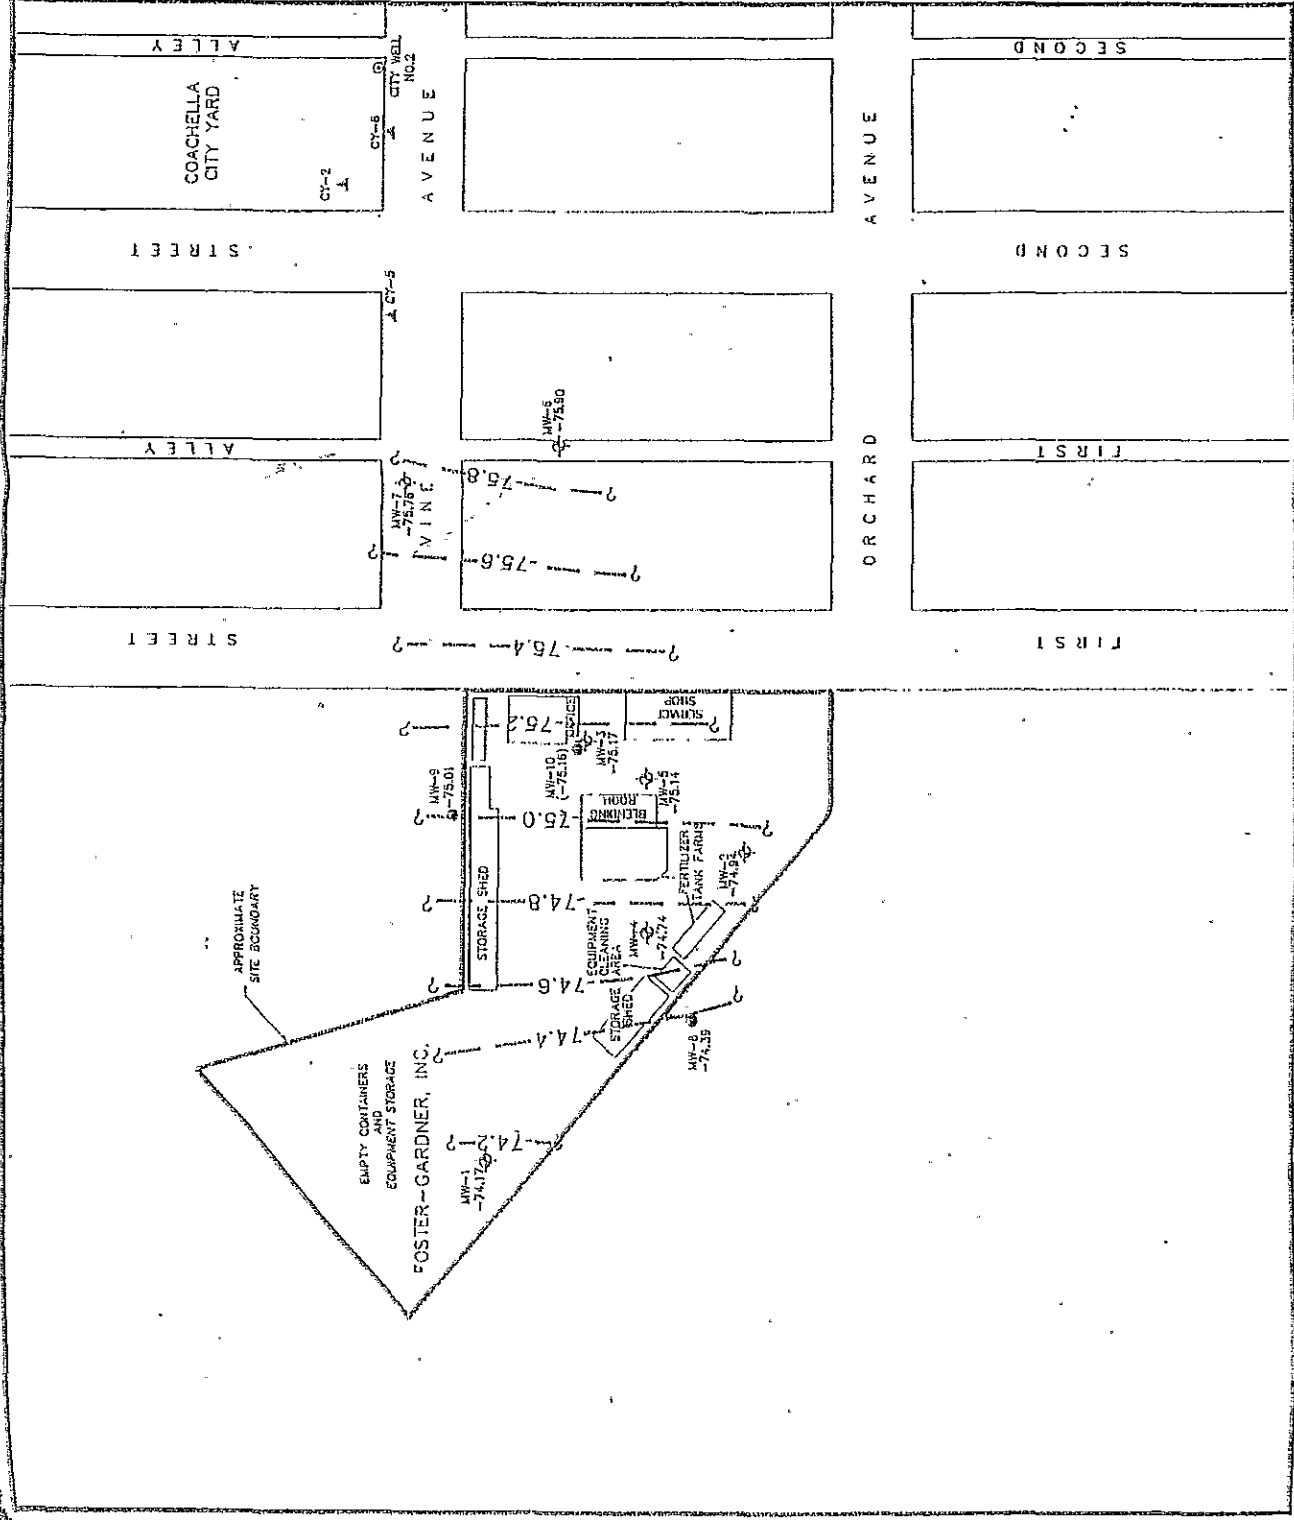 ALLEY
SECOND
COACHELLA
CITY YARD
CITY WELL
NO.2
CY-6
CY-2
AVENUE
AVENUE
STREET
SECOND
CY-5
MW-6
-75.90
ALLEY
FIRST
?
-75.8
?
MW-7
-75.76
VINE
ORCHARD
?
-75.6
?
STREET
FIRST
?
-75.4
?
?
-75.2
?
OFFICE
SHOP
MW-10
(-75.16)
MW-3
-75.17
MW-9
-75.01
MW-5
-75.14
BLENDING
ROOM
?
-75.0
?
STORAGE SHED
FERTILIZER
TANK FARMS
MW-2
-74.92
?
-74.8
?
APPROXIMATE
SITE BOUNDARY
EQUIPMENT
CLEANING
AREA
MW-4
-74.74
?
-74.6
?
STORAGE
SHED
?
-74.4
?
MW-8
-74.39
EMPTY CONTAINERS
AND
EQUIPMENT STORAGE
FOSTER-GARDNER, INC.
?
-74.2
?
MW-1
-74.17